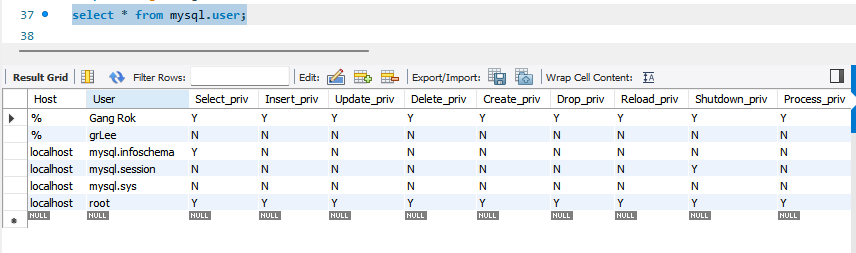 37 select * from mysql.user;
38
Result Grid Filter Rows: Edit: Export/Import: Wrap Cell Content: IA
Host User Select_priv Insert_priv Update_priv Delete_priv Create_priv Drop_priv Reload_priv Shutdown_priv Process_priv
% Gang Rok Y Y Y Y Y Y Y Y Y
% grLee N N N N N N N N N
localhost mysql.infoschema Y N N N N N N N N
localhost mysql.session N N N N N N N Y N
localhost mysql.sys N N N N N N N N N
localhost root Y Y Y Y Y Y Y Y Y
NULL NULL NULL NULL NULL NULL NULL NULL NULL NULL NULL